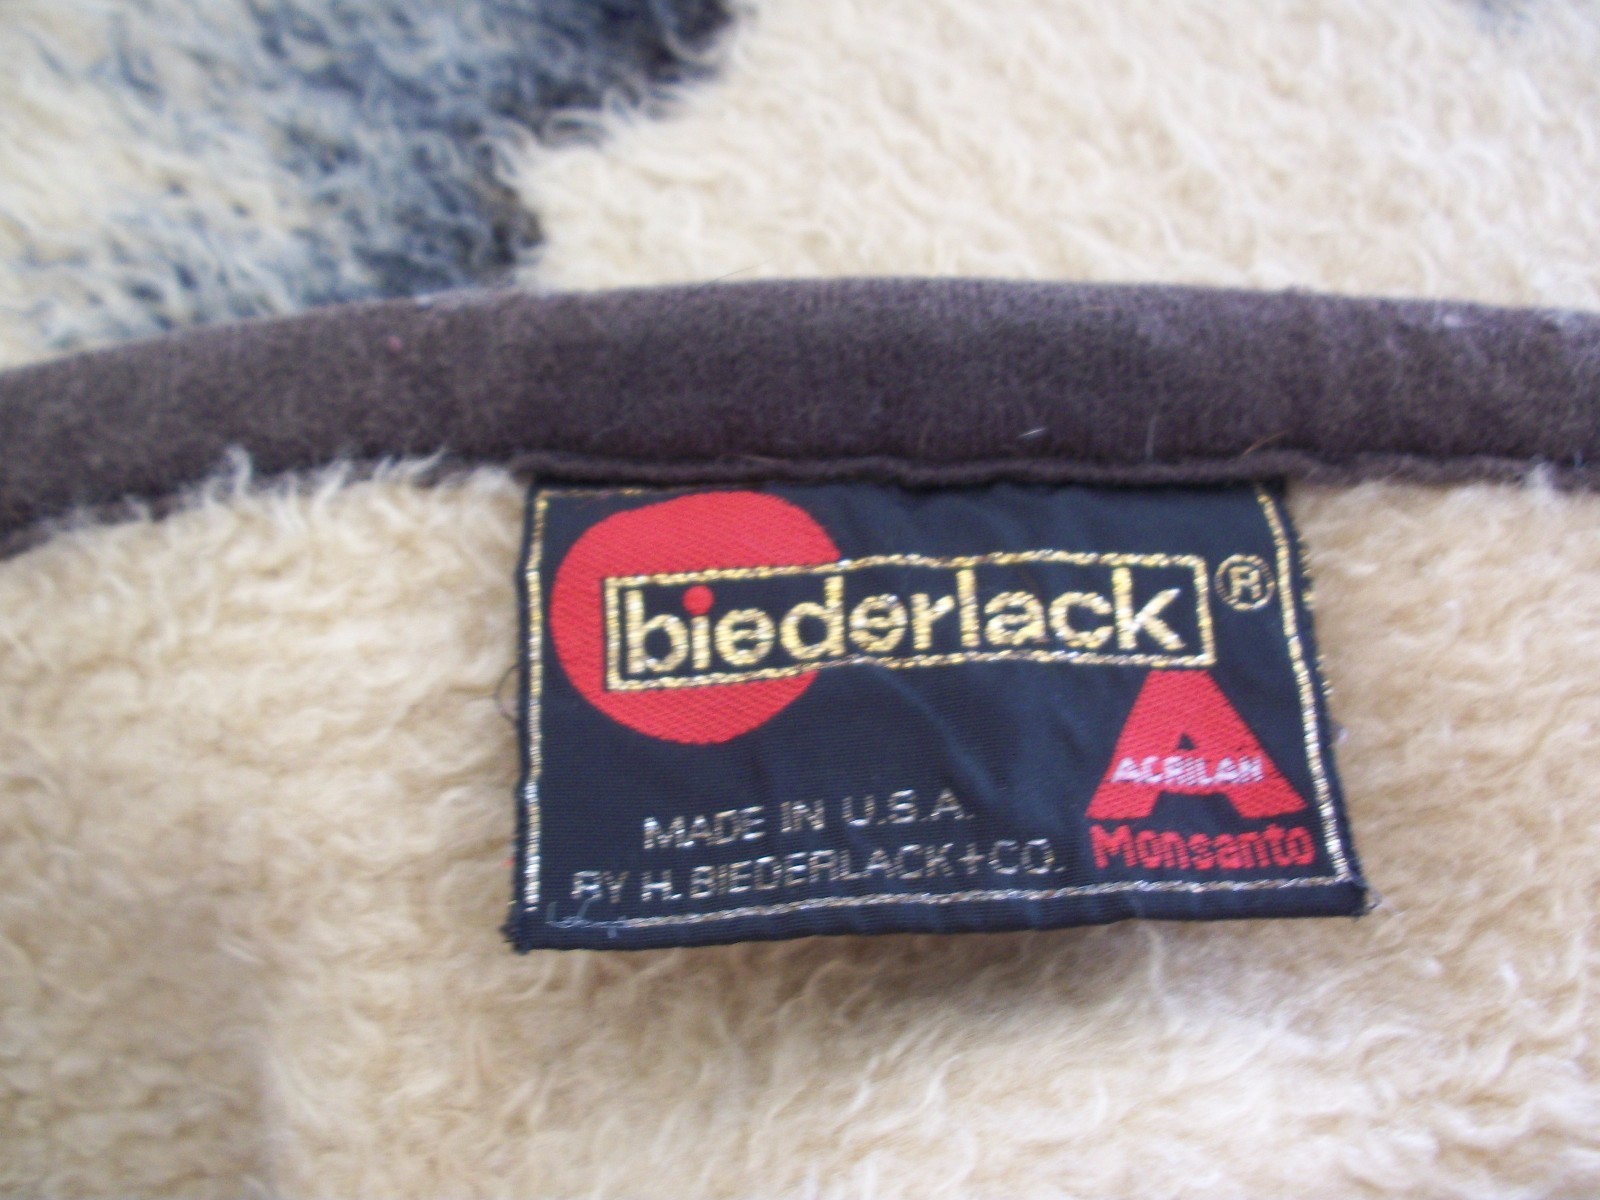 biederlack ®
ACRILAN
Monsanto
MADE IN U.S.A.
BY H. BIEDERLACK+CO.